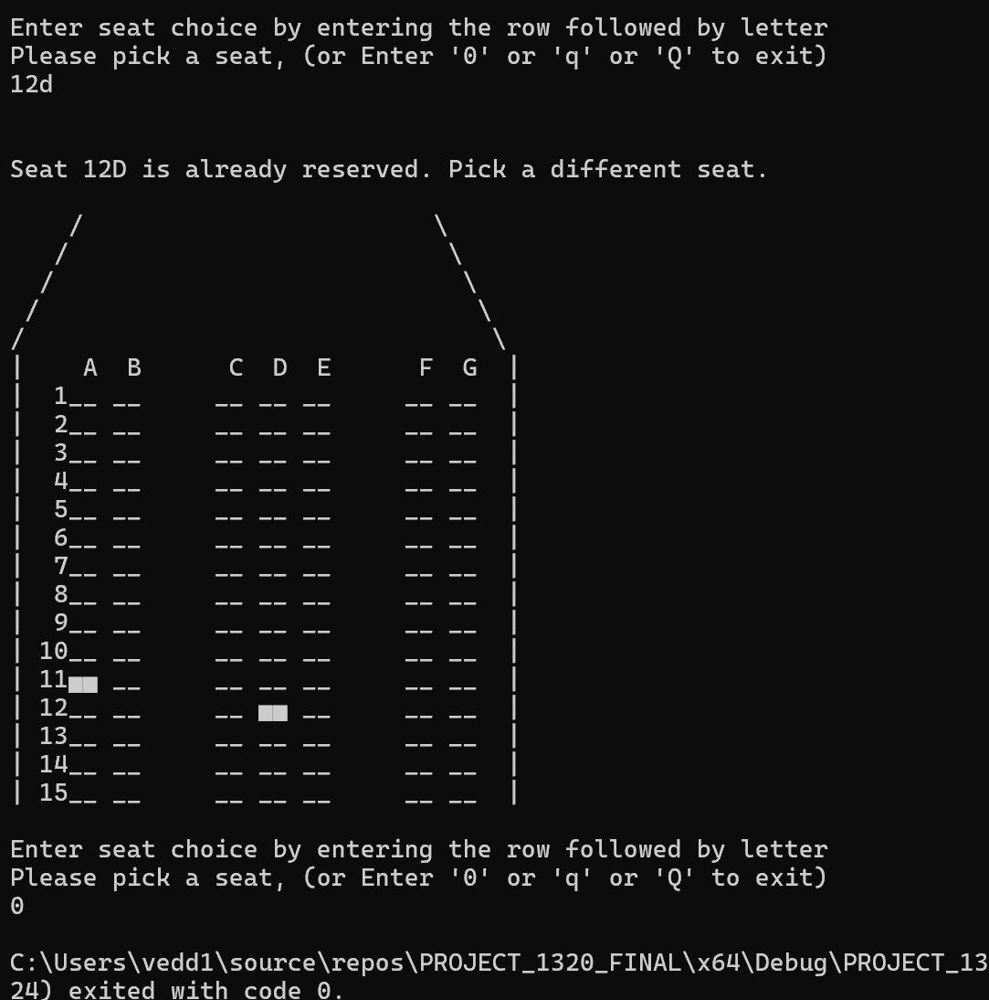 Enter seat choice by entering the row followed by letter
Please pick a seat, (or Enter '0' or 'q' or 'Q' to exit)
12d
Seat 12D is already reserved. Pick a different seat.
     /                        \
    /                          \
  /                             \
 /                               \
/                                 \
|    A  B      C  D  E      F  G  |
|  1__ __     __ __ __     __ __  |
|  2__ __     __ __ __     __ __  |
|  3__ __     __ __ __     __ __  |
|  4__ __     __ __ __     __ __  |
|  5__ __     __ __ __     __ __  |
|  6__ __     __ __ __     __ __  |
|  7__ __     __ __ __     __ __  |
|  8__ __     __ __ __     __ __  |
|  9__ __     __ __ __     __ __  |
| 10__ __     __ __ __     __ __  |
| 11■■ __     __ __ __     __ __  |
| 12__ __     __ ■■ __     __ __  |
| 13__ __     __ __ __     __ __  |
| 14__ __     __ __ __     __ __  |
| 15__ __     __ __ __     __ __  |
Enter seat choice by entering the row followed by letter
Please pick a seat, (or Enter '0' or 'q' or 'Q' to exit)
0
C:\Users\vedd1\source\repos\PROJECT_1320_FINAL\x64\Debug\PROJECT_13
24) exited with code 0.